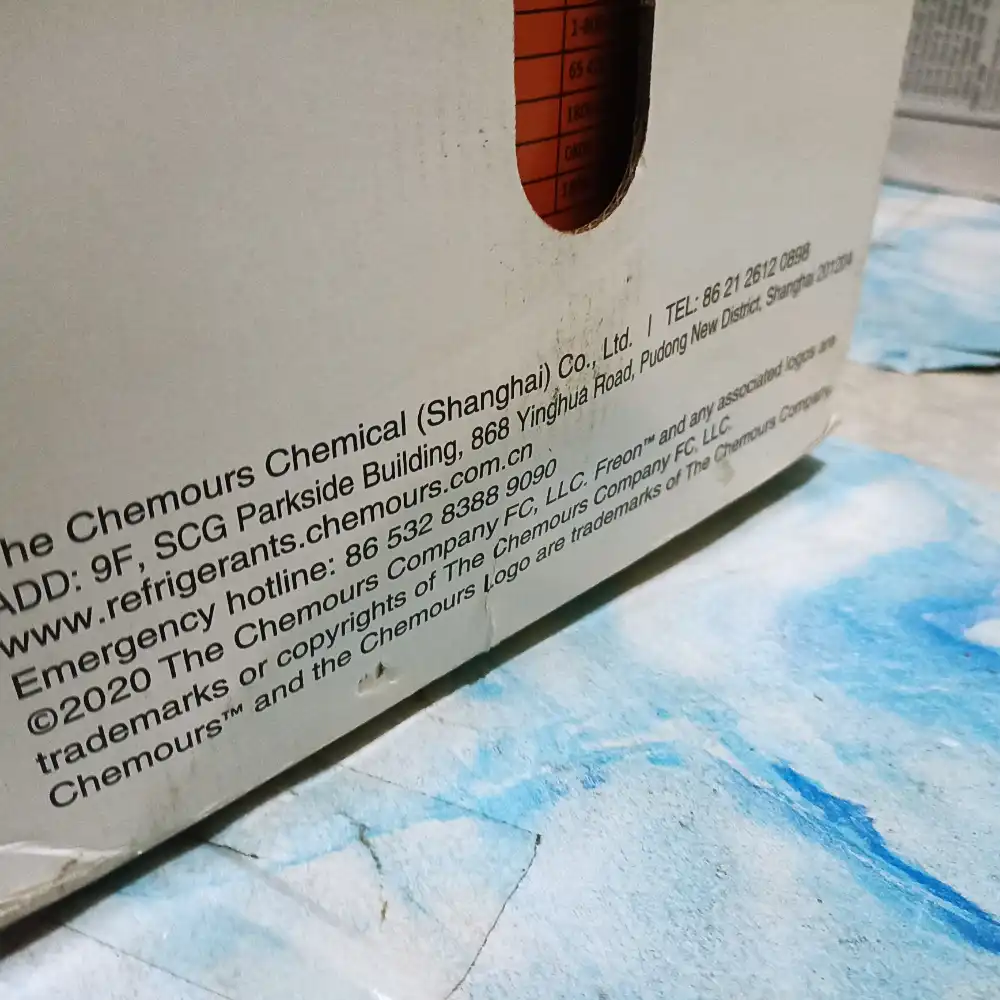 he Chemours Chemical (Shanghai) Co., Ltd. | TEL: 86 21 2612 0898
ADD: 9F, SCG Parkside Building, 868 Yinghua Road, Pudong New District, Shanghai 201204
www.refrigerants.chemours.com.cn
Emergency hotline: 86 532 8388 9090
©2020 The Chemours Company FC, LLC. Freon™ and any associated logos are
trademarks or copyrights of The Chemours Company FC, LLC.
Chemours™ and the Chemours Logo are trademarks of The Chemours Company.